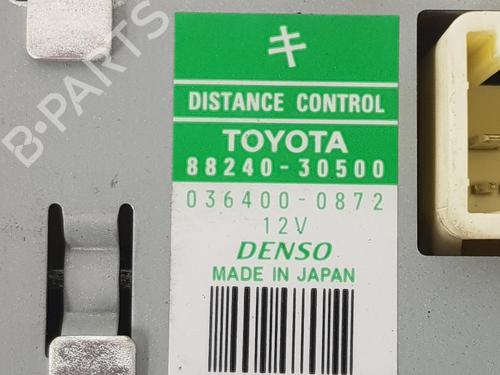 キ
DISTANCE CONTROL
TOYOTA
88240-30500
036400-0872
12V
DENSO
MADE IN JAPAN
B-PARTS